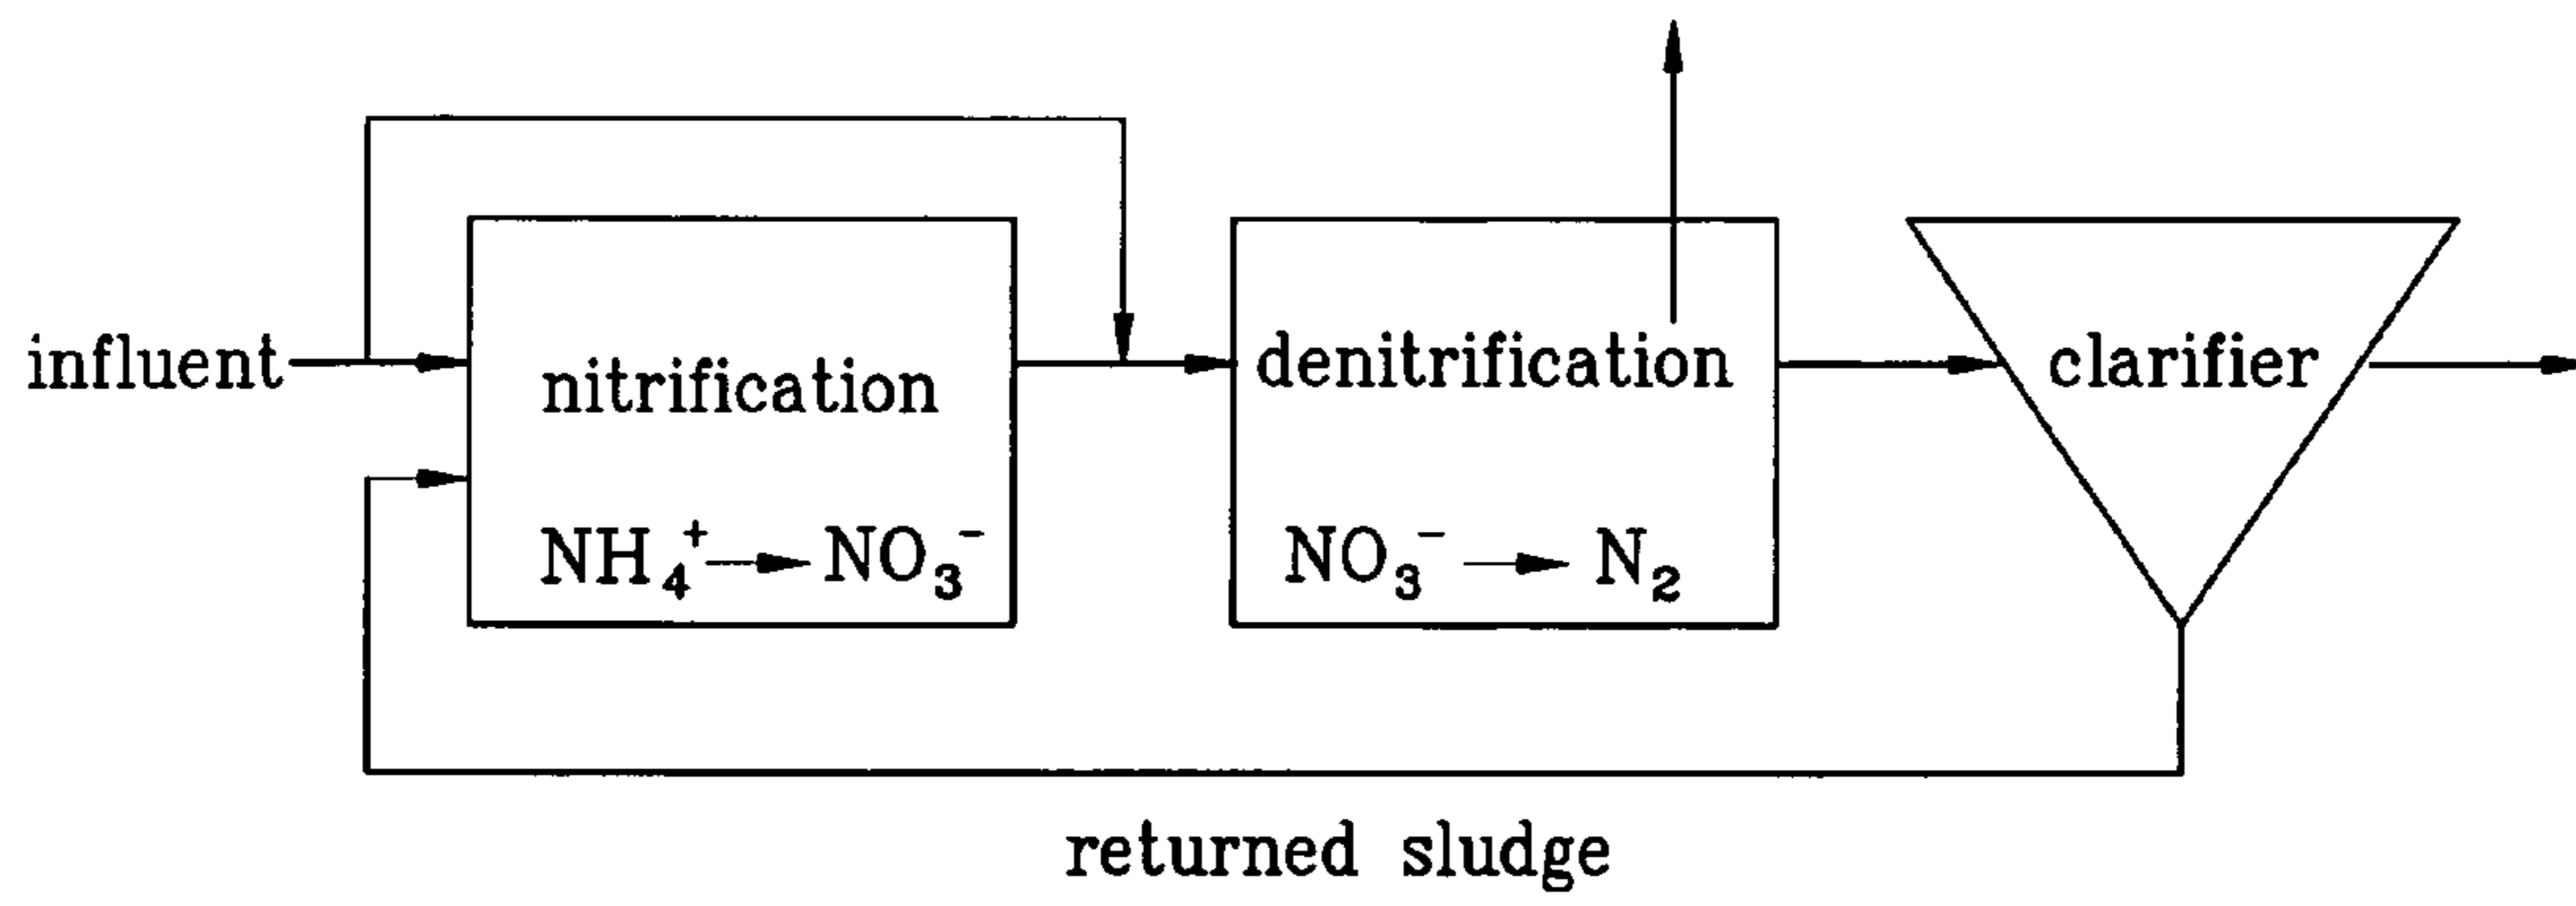 influent
nitrification
NH₄⁺ → NO₃⁻
denitrification
NO₃⁻ → N₂
clarifier
returned sludge